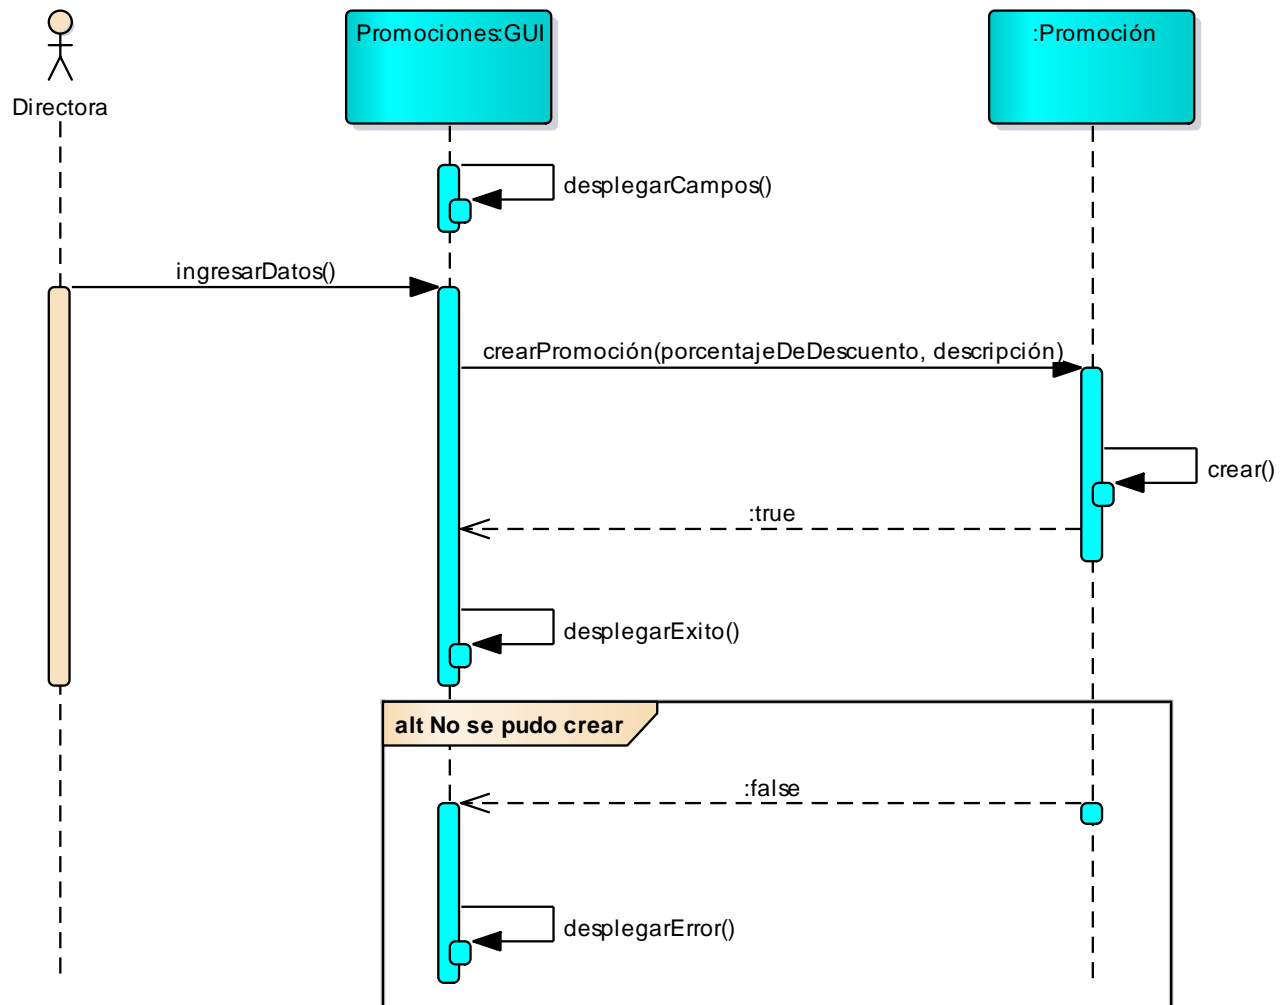 Directora
Promociones:GUI
:Promoción
desplegarCampos()
ingresarDatos()
crearPromoción(porcentajeDeDescuento, descripción)
crear()
:true
desplegarExito()
alt No se pudo crear
:false
desplegarError()